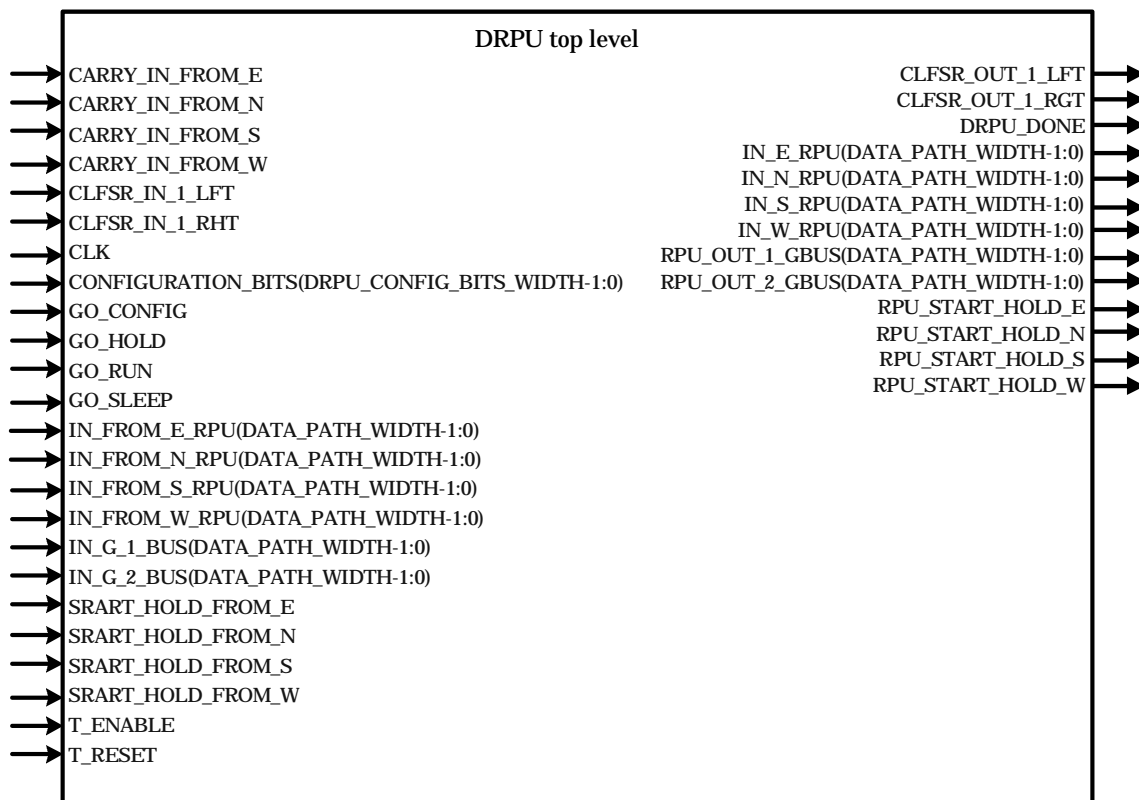 DRPU top level
CARRY_IN_FROM_E
CARRY_IN_FROM_N
CARRY_IN_FROM_S
CARRY_IN_FROM_W
CLFSR_IN_1_LFT
CLFSR_IN_1_RHT
CLK
CONFIGURATION_BITS(DRPU_CONFIG_BITS_WIDTH-1:0)
GO_CONFIG
GO_HOLD
GO_RUN
GO_SLEEP
IN_FROM_E_RPU(DATA_PATH_WIDTH-1:0)
IN_FROM_N_RPU(DATA_PATH_WIDTH-1:0)
IN_FROM_S_RPU(DATA_PATH_WIDTH-1:0)
IN_FROM_W_RPU(DATA_PATH_WIDTH-1:0)
IN_G_1_BUS(DATA_PATH_WIDTH-1:0)
IN_G_2_BUS(DATA_PATH_WIDTH-1:0)
SRART_HOLD_FROM_E
SRART_HOLD_FROM_N
SRART_HOLD_FROM_S
SRART_HOLD_FROM_W
T_ENABLE
T_RESET
CLFSR_OUT_1_LFT
CLFSR_OUT_1_RGT
DRPU_DONE
IN_E_RPU(DATA_PATH_WIDTH-1:0)
IN_N_RPU(DATA_PATH_WIDTH-1:0)
IN_S_RPU(DATA_PATH_WIDTH-1:0)
IN_W_RPU(DATA_PATH_WIDTH-1:0)
RPU_OUT_1_GBUS(DATA_PATH_WIDTH-1:0)
RPU_OUT_2_GBUS(DATA_PATH_WIDTH-1:0)
RPU_START_HOLD_E
RPU_START_HOLD_N
RPU_START_HOLD_S
RPU_START_HOLD_W